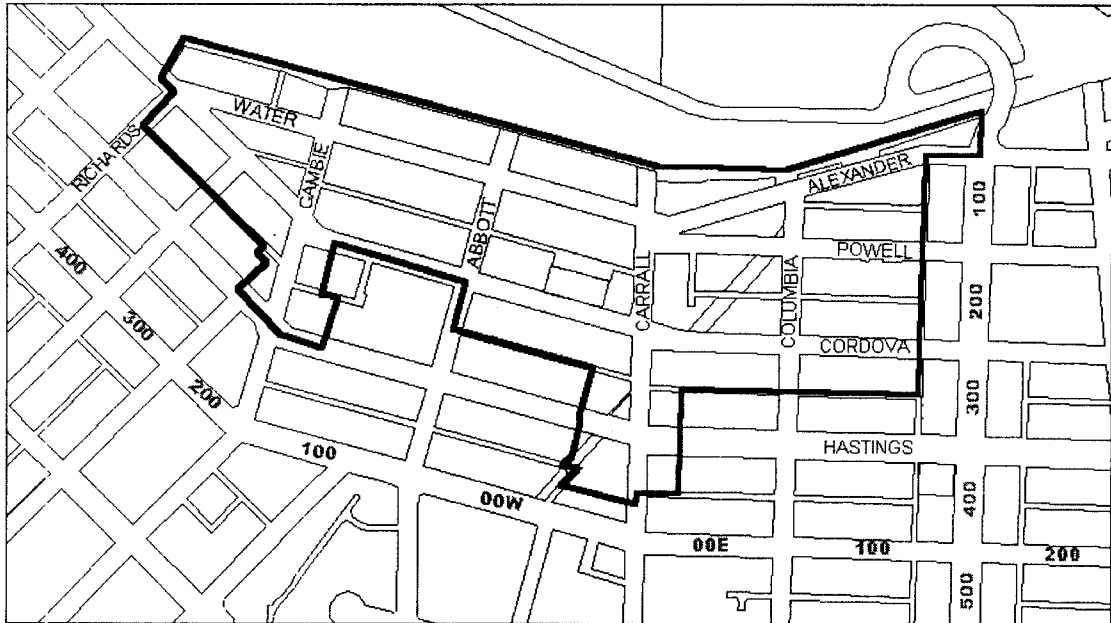 WATER
RICHARDS
CAMBIE
ALEXANDER
ABBOTT
100
400
POWELL
CARRALL
COLUMBIA
200
300
CORDOVA
200
300
HASTINGS
100
00W
400
00E
100
200
500